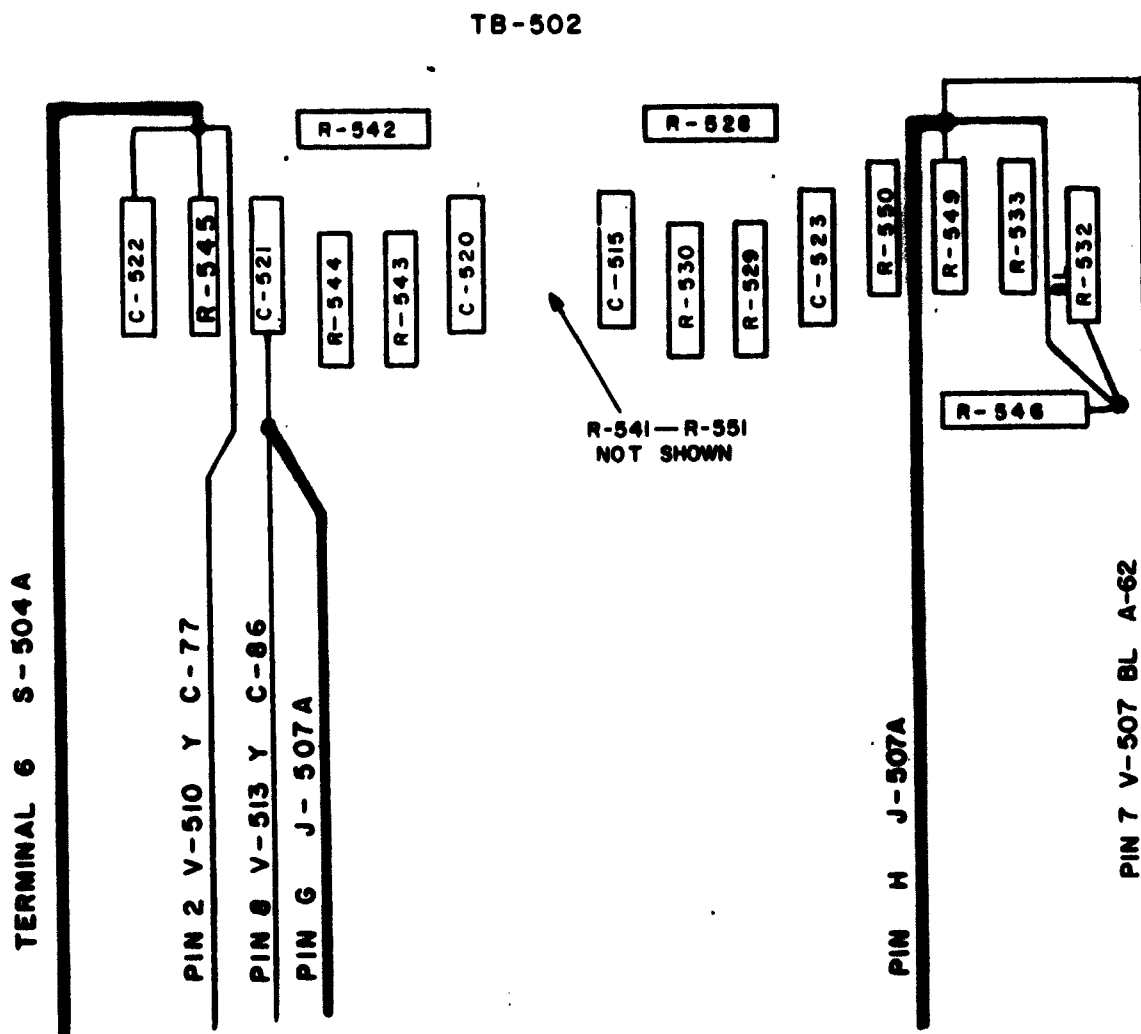 TB-502
R-542
R-528
C-522
R-545
C-521
R-544
R-543
C-520
C-515
R-530
R-529
C-523
R-550
R-549
R-533
BL
R-532
R-546
R-541—R-551
NOT SHOWN
TERMINAL 6 S-504A
PIN 2 V-510 Y C-77
PIN 8 V-513 Y C-86
PIN G J-507A
PIN H J-507A
PIN 7 V-507 BL A-62